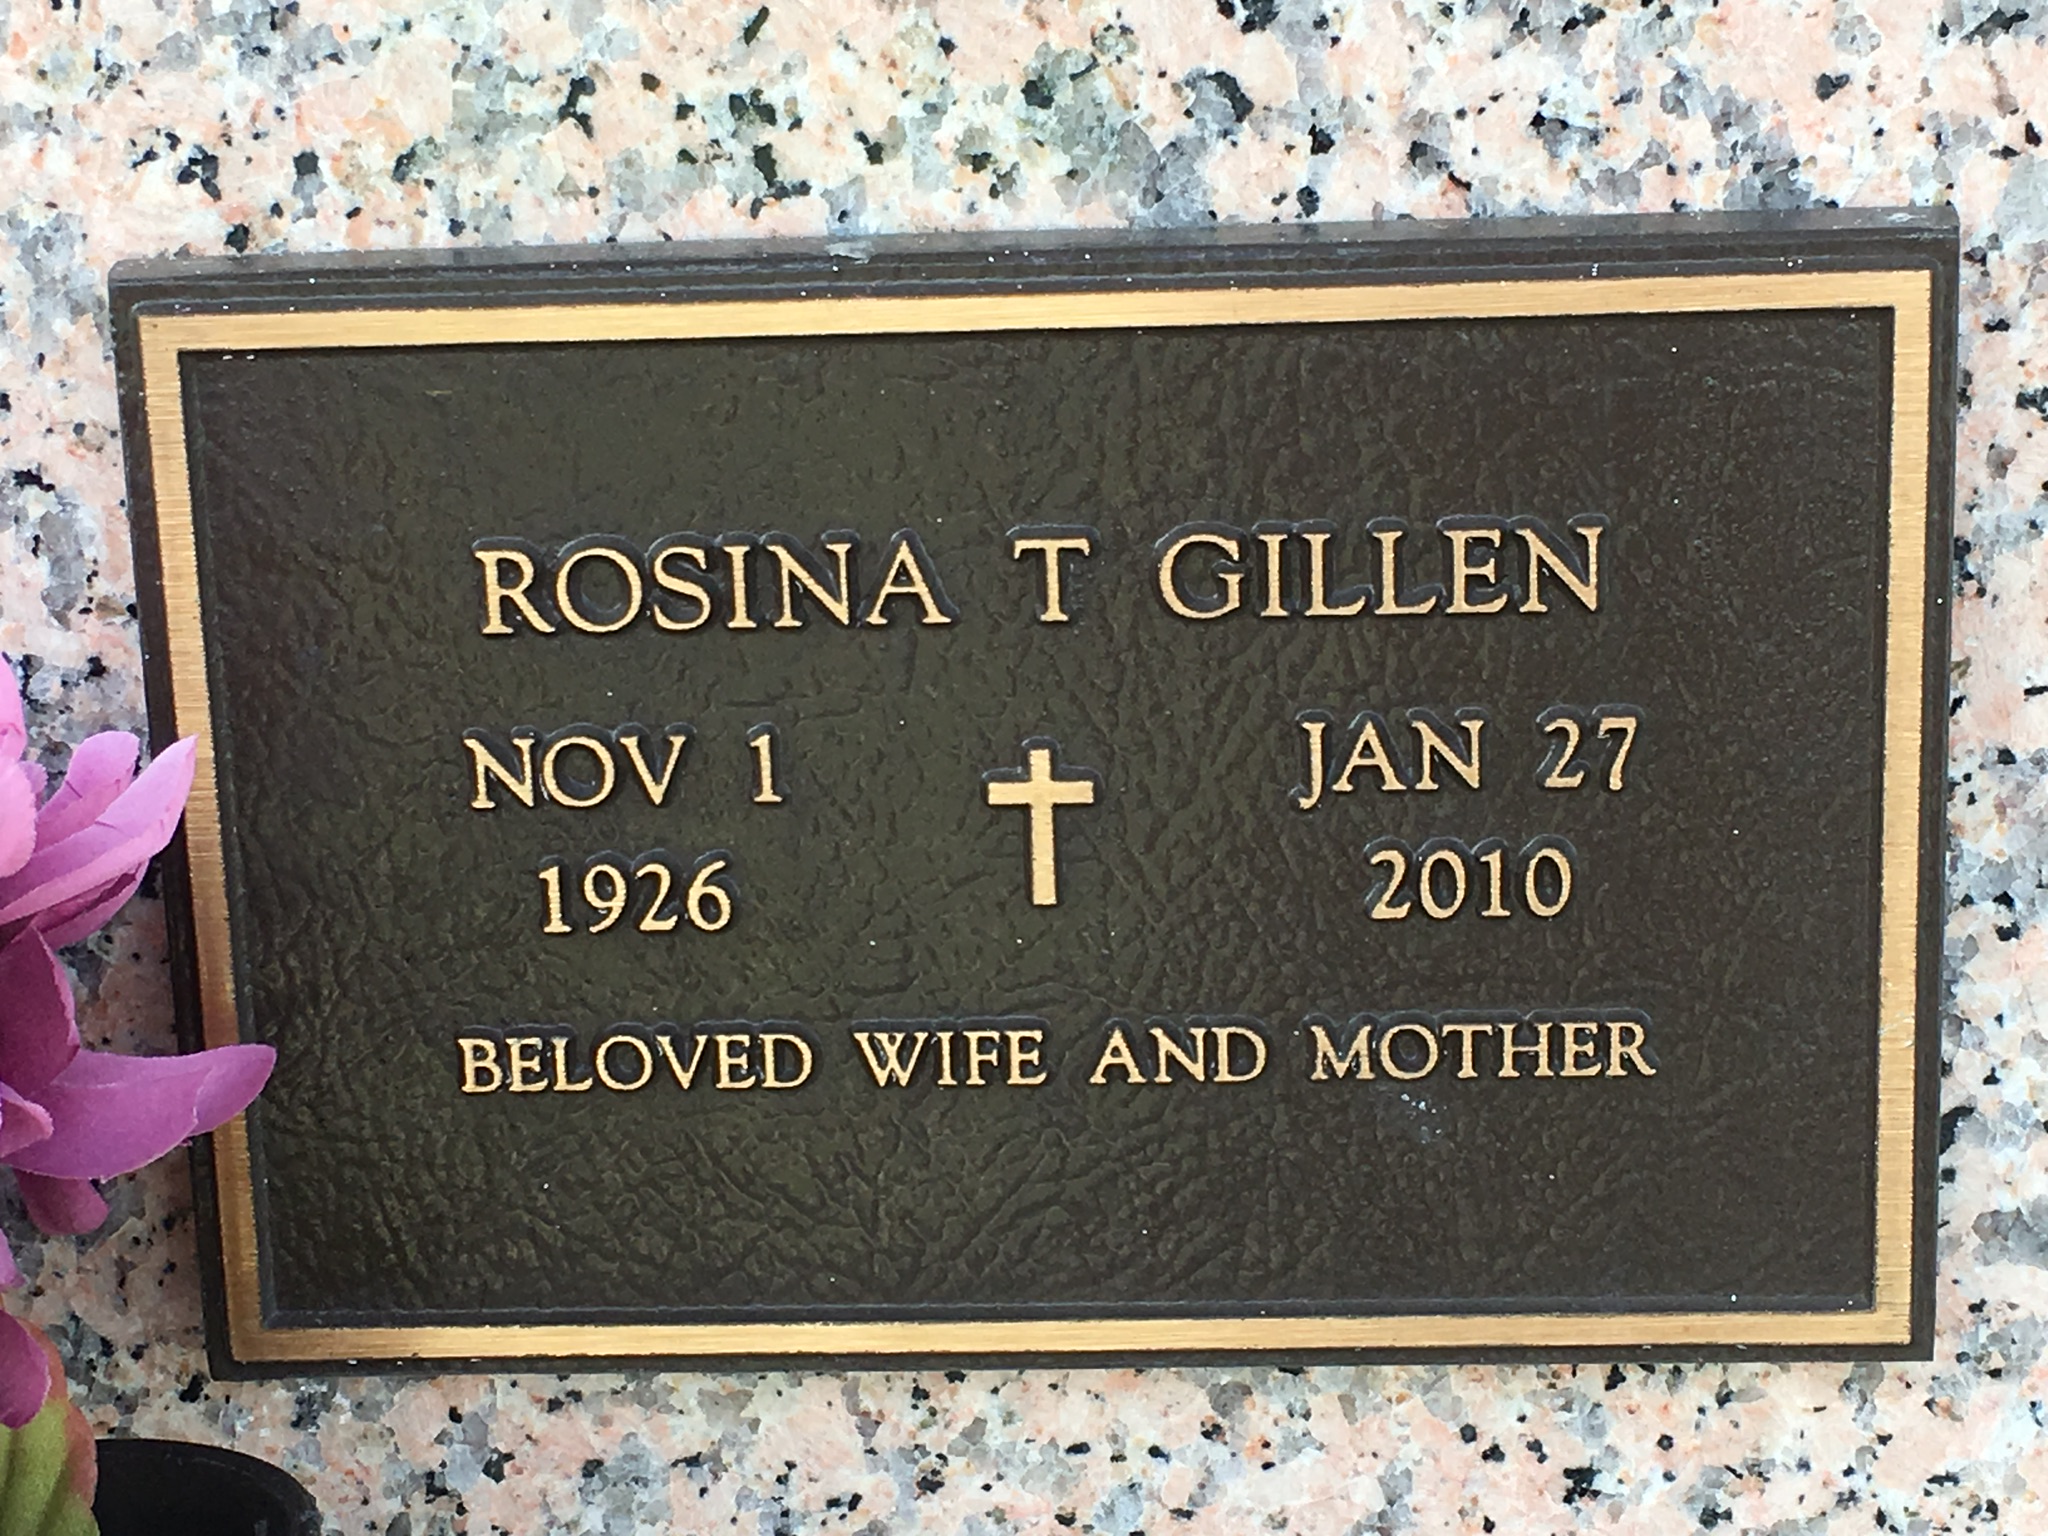 ROSINA T GILLEN
NOV 1 JAN 27
1926 2010
BELOVED WIFE AND MOTHER